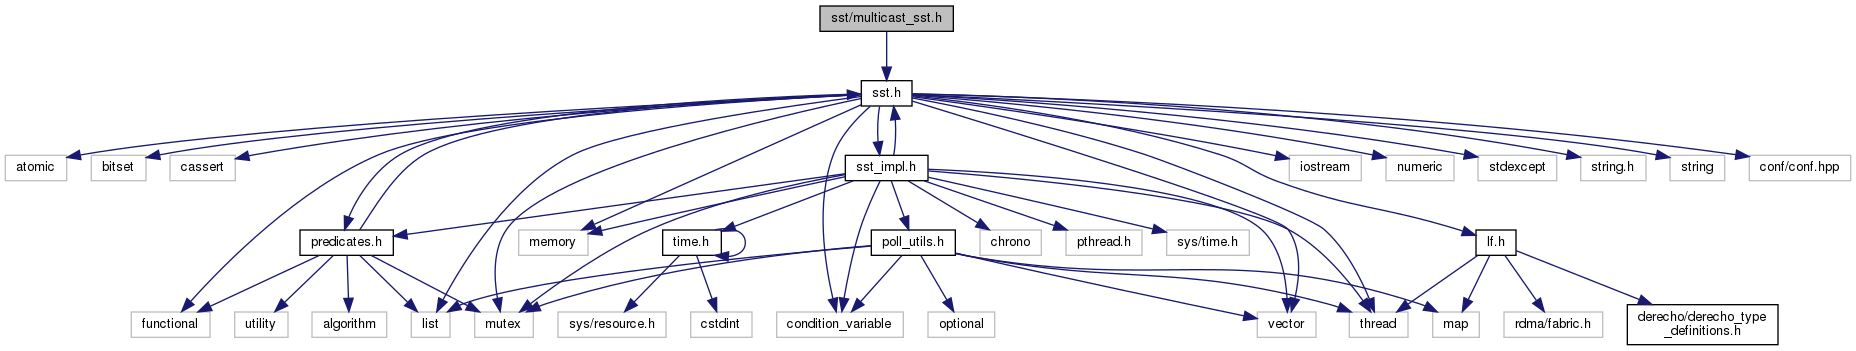 sst/multicast_sst.h
sst.h
atomic
bitset
cassert
sst_impl.h
iostream
numeric
stdexcept
string.h
string
conf/conf.hpp
predicates.h
memory
time.h
poll_utils.h
chrono
pthread.h
sys/time.h
lf.h
functional
utility
algorithm
list
mutex
sys/resource.h
cstdint
condition_variable
optional
vector
thread
map
rdma/fabric.h
derecho/derecho_type
_definitions.h